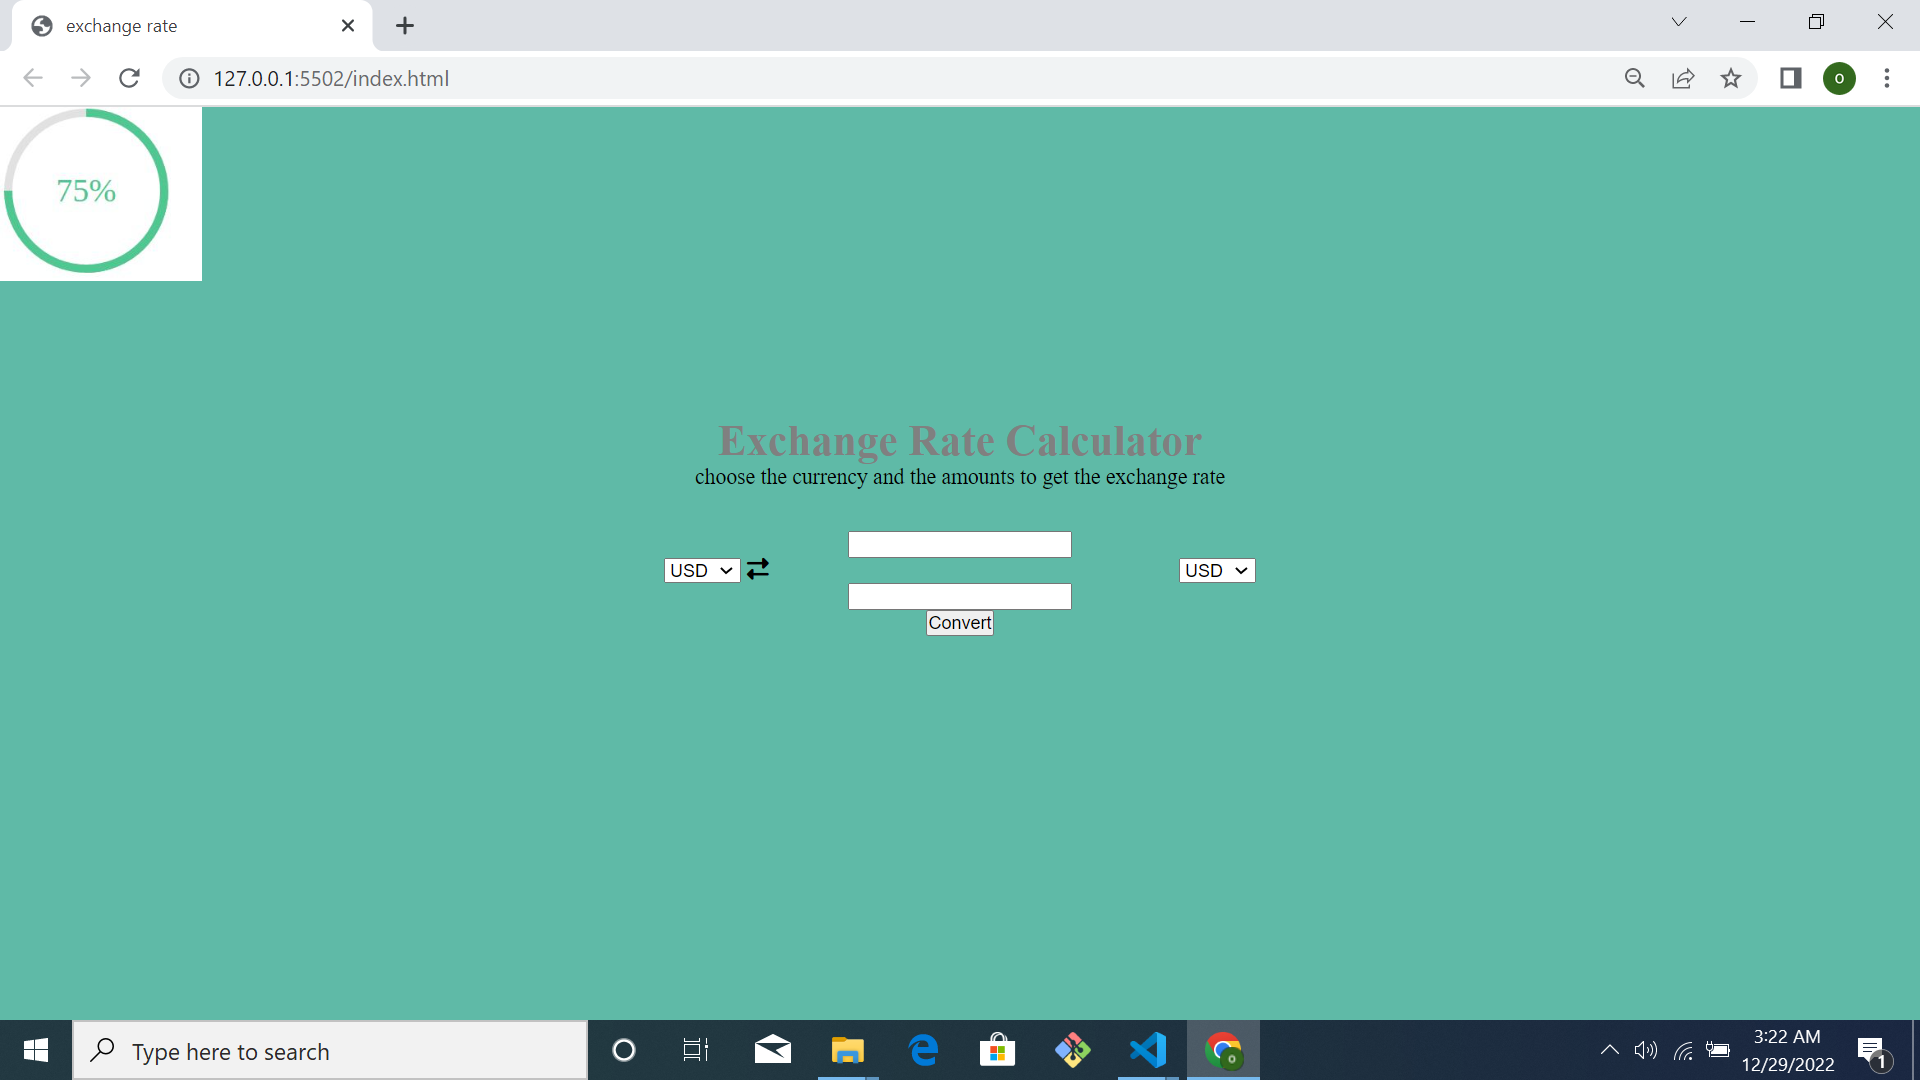 exchange rate
127.0.0.1:5502/index.html
o
75%
Exchange Rate Calculator
choose the currency and the amounts to get the exchange rate
USD
USD
Convert
Type here to search
o
3:22 AM
12/29/2022
1